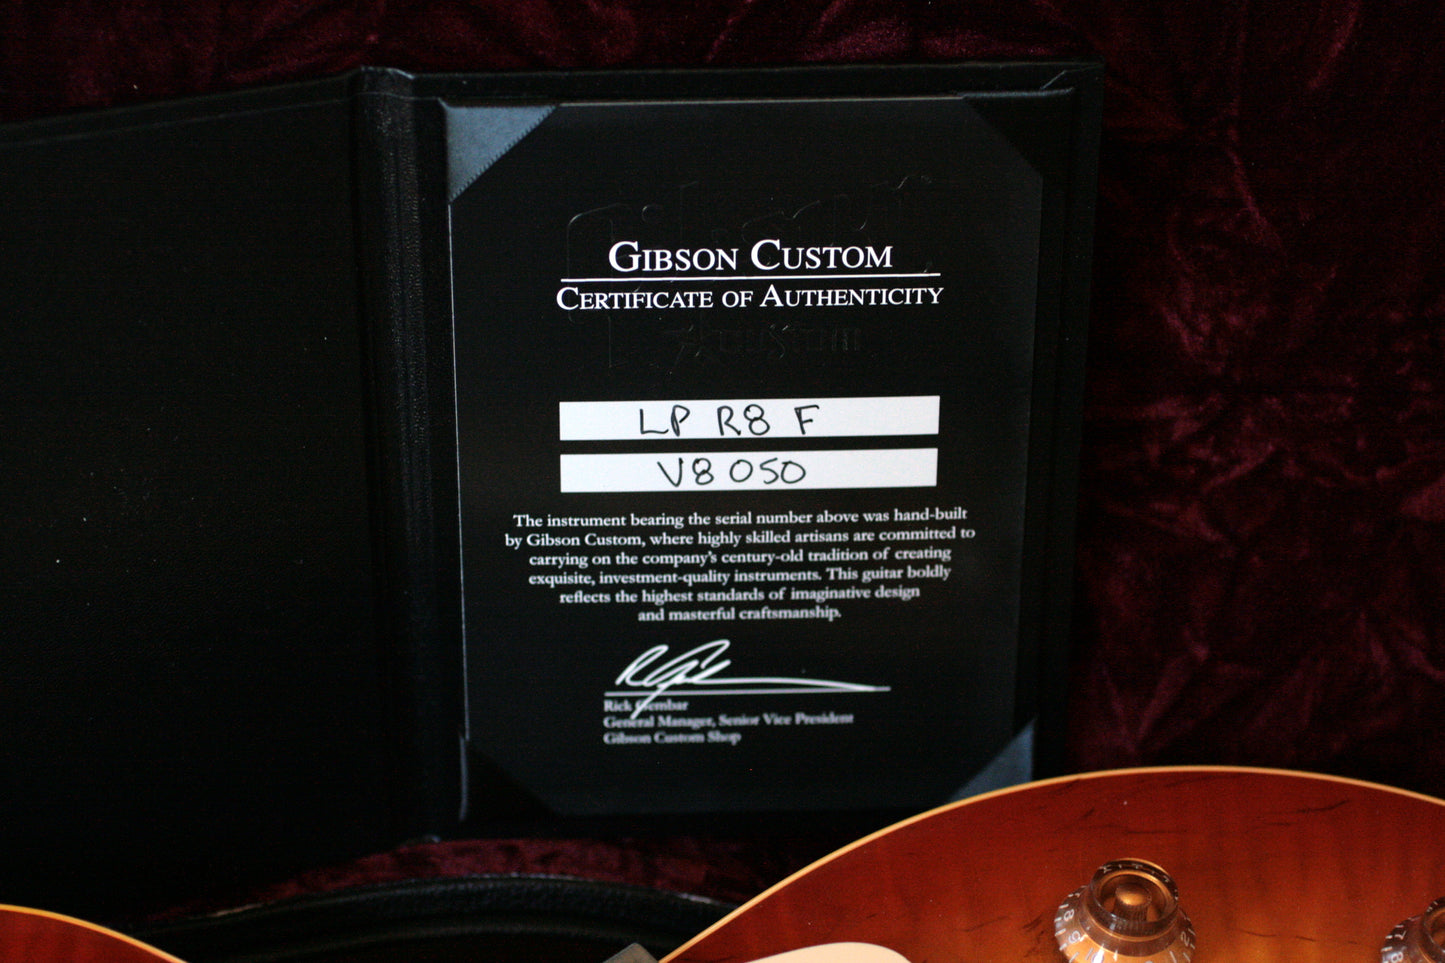 GIBSON CUSTOM
CERTIFICATE OF AUTHENTICITY
custom
LP R8 F
V8 050
The instrument bearing the serial number above was hand-built
by Gibson Custom, where highly skilled artisans are committed to
carrying on the company's century-old tradition of creating
exquisite, investment-quality instruments. This guitar boldly
reflects the highest standards of imaginative design
and masterful craftsmanship.
Rick Gembar
General Manager, Senior Vice President
Gibson Custom Shop